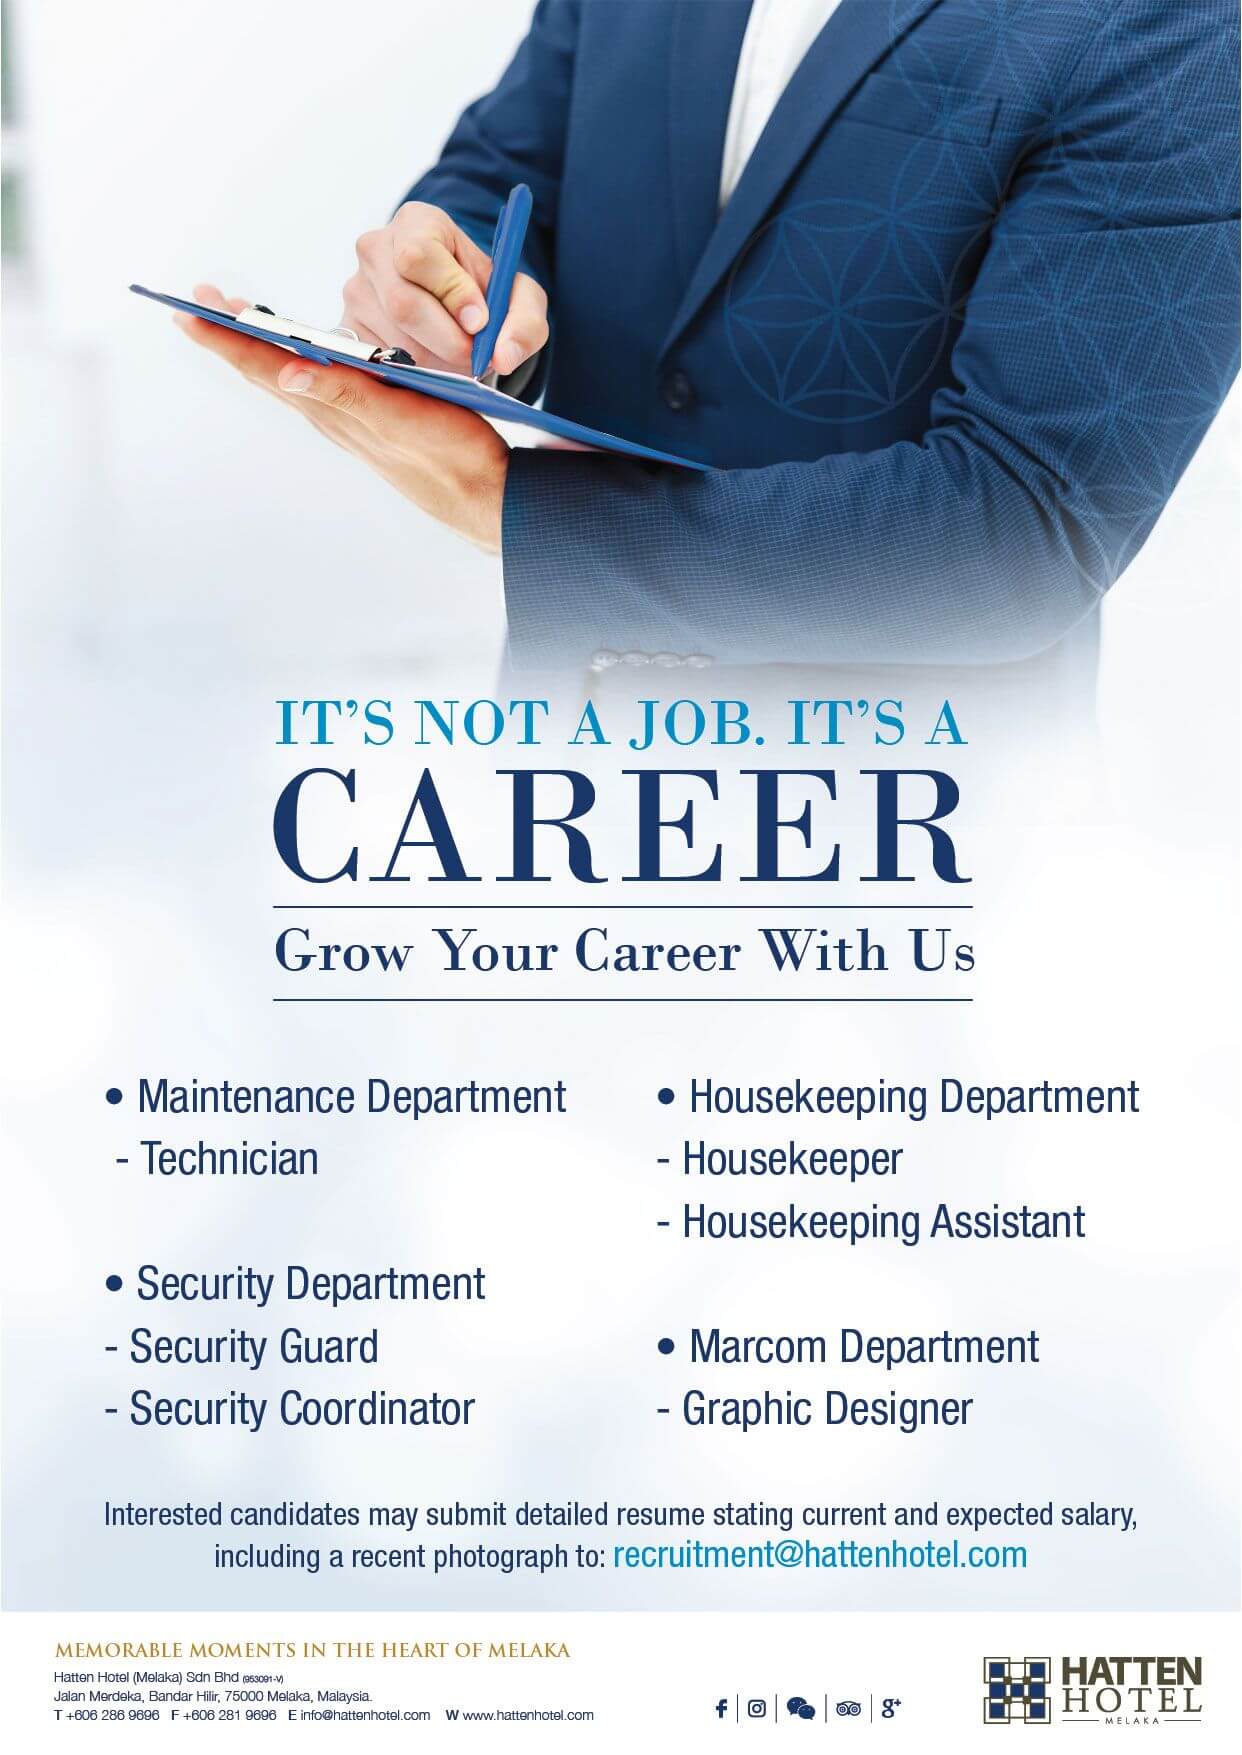 IT'S NOT A JOB. IT'S A
CAREER
Grow Your Career With Us
• Maintenance Department
- Technician
• Security Department
- Security Guard
- Security Coordinator
• Housekeeping Department
- Housekeeper
- Housekeeping Assistant
• Marcom Department
- Graphic Designer
Interested candidates may submit detailed resume stating current and expected salary,
including a recent photograph to: recruitment@hattenhotel.com
MEMORABLE MOMENTS IN THE HEART OF MELAKA
Hatten Hotel (Melaka) Sdn Bhd (953091-V)
Jalan Merdeka, Bandar Hilir, 75000 Melaka, Malaysia.
T +606 286 9696 F +606 281 9696 E info@hattenhotel.com W www.hattenhotel.com
f
g+
HATTEN
HOTEL
MELAKA